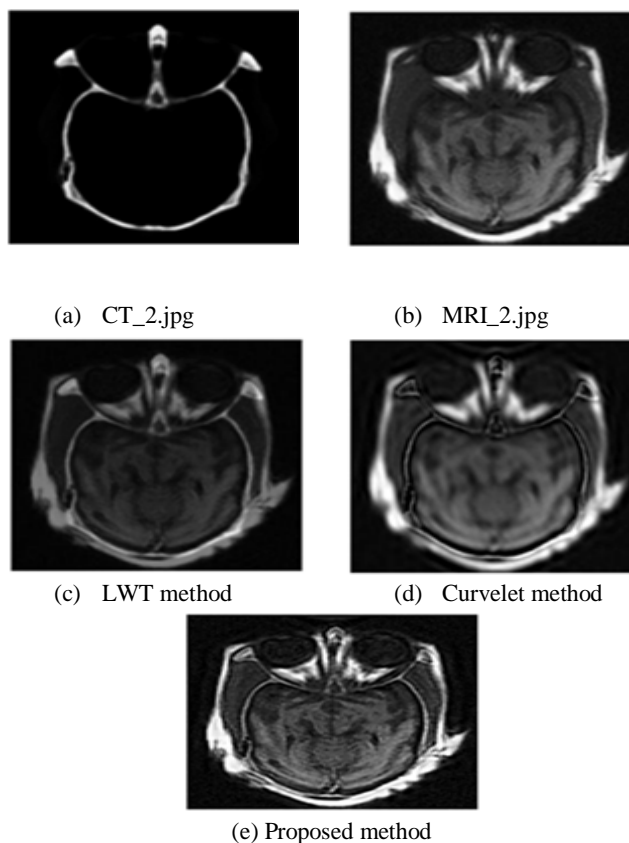 (a) CT_2.jpg
(b) MRI_2.jpg
(c) LWT method
(d) Curvelet method
(e) Proposed method